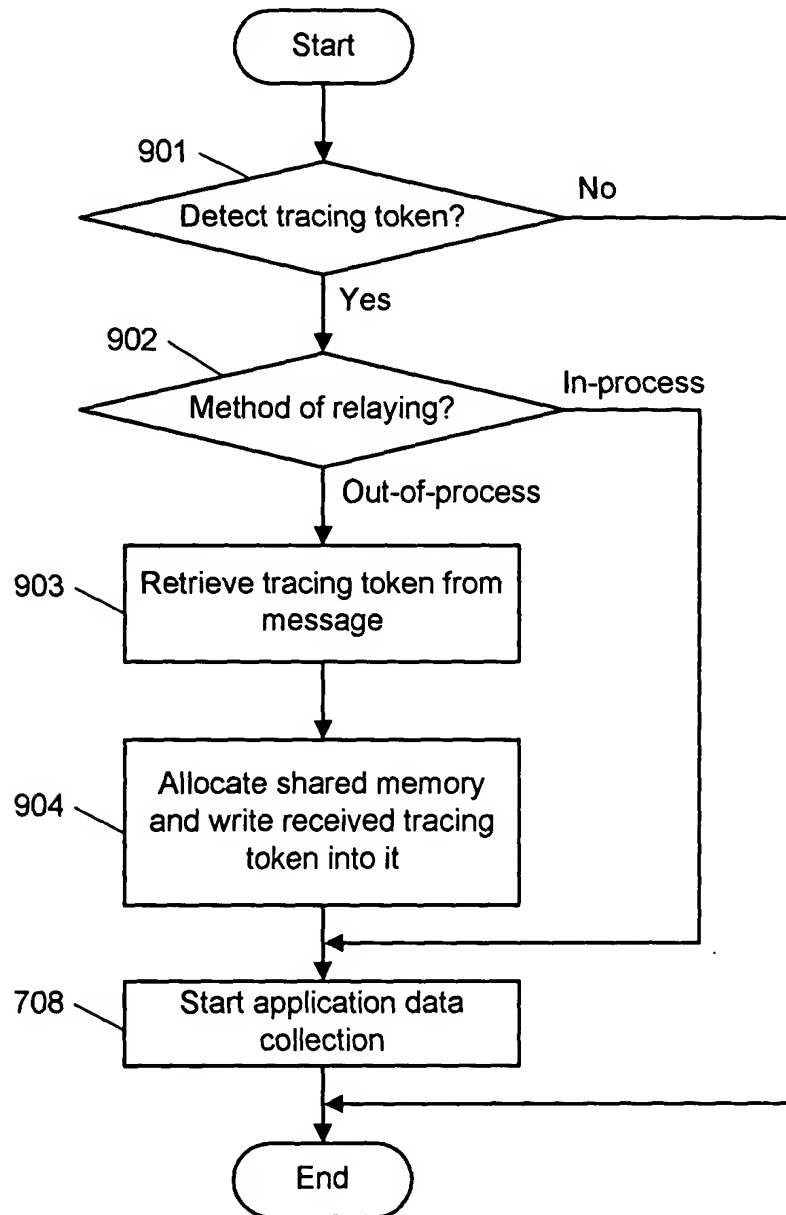 Start
901
Detect tracing token?
No
Yes
902
Method of relaying?
In-process
Out-of-process
903
Retrieve tracing token from
message
904
Allocate shared memory
and write received tracing
token into it
708
Start application data
collection
End